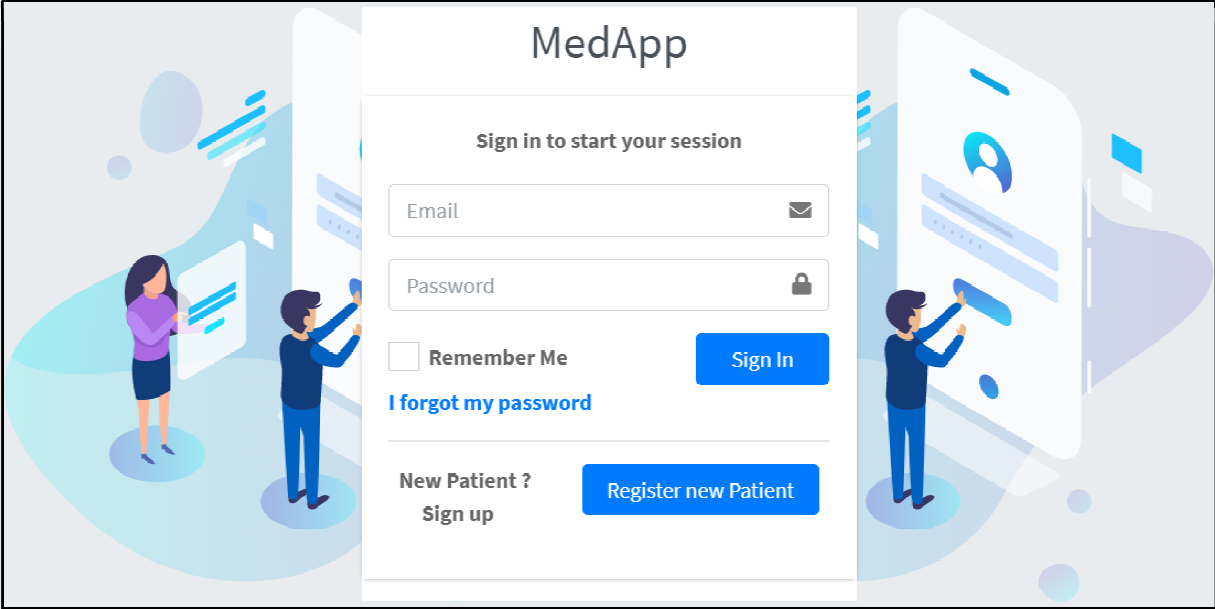 MedApp
Sign in to start your session
Email
Password
Remember Me
Sign In
I forgot my password
New Patient ?
Sign up
Register new Patient